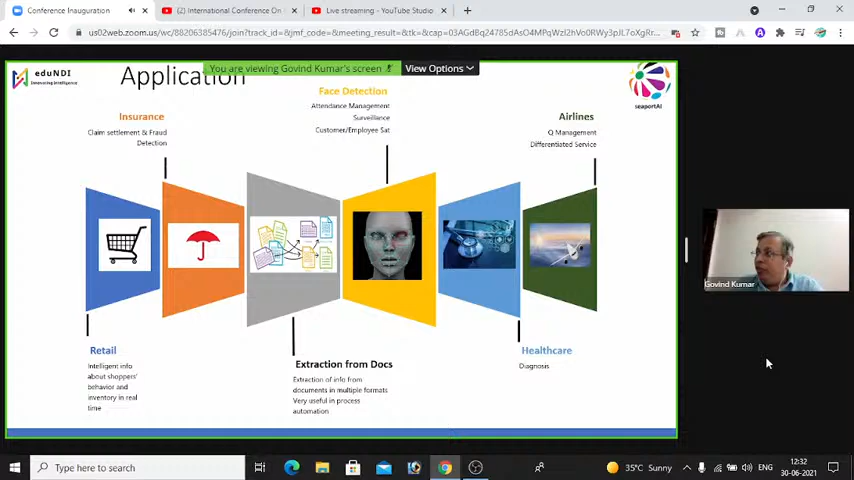 Conference Inauguration
(2) International Conference On
Live streaming - YouTube Studio
us02web.zoom.us/wc/88206385476/join?track_id=&jmf_code=&meeting_result=&tk=&cap=03AGdBq24785dAsO4MPqWzI2hVo0RWy3pJL7oXgRr...
eduNDI
Innovating Intelligence
Application
You are viewing Govind Kumar's screen
View Options
seaportAI
Face Detection
Attendance Management
Surveillance
Customer/Employee Sat
Insurance
Claim settlement & Fraud
Detection
Airlines
Q Management
Differentiated Service
Govind Kumar
Retail
Intelligent info
about shoppers'
behavior and
inventory in real
time
Extraction from Docs
Extraction of info from
documents in multiple formats
Very useful in process
automation
Healthcare
Diagnosis
Type here to search
35°C Sunny
ENG
12:32
30-06-2021